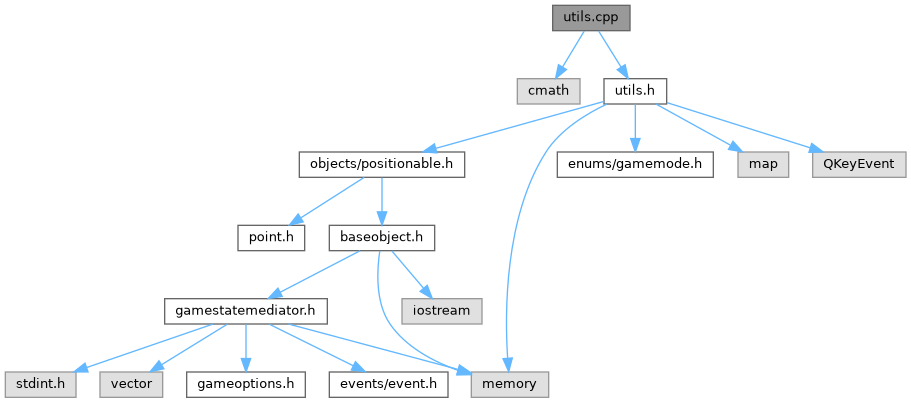 utils.cpp
cmath
utils.h
objects/positionable.h
enums/gamemode.h
map
QKeyEvent
point.h
baseobject.h
gamestatemediator.h
iostream
stdint.h
vector
gameoptions.h
events/event.h
memory